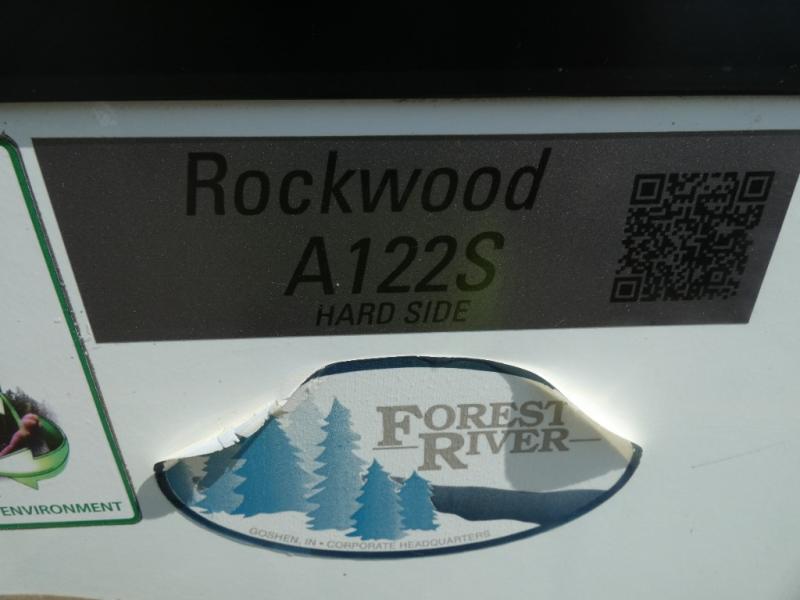 Rockwood
A122S
HARD SIDE
FOREST
RIVER
GOSHEN, IN • CORPORATE HEADQUARTERS
ENVIRONMENT